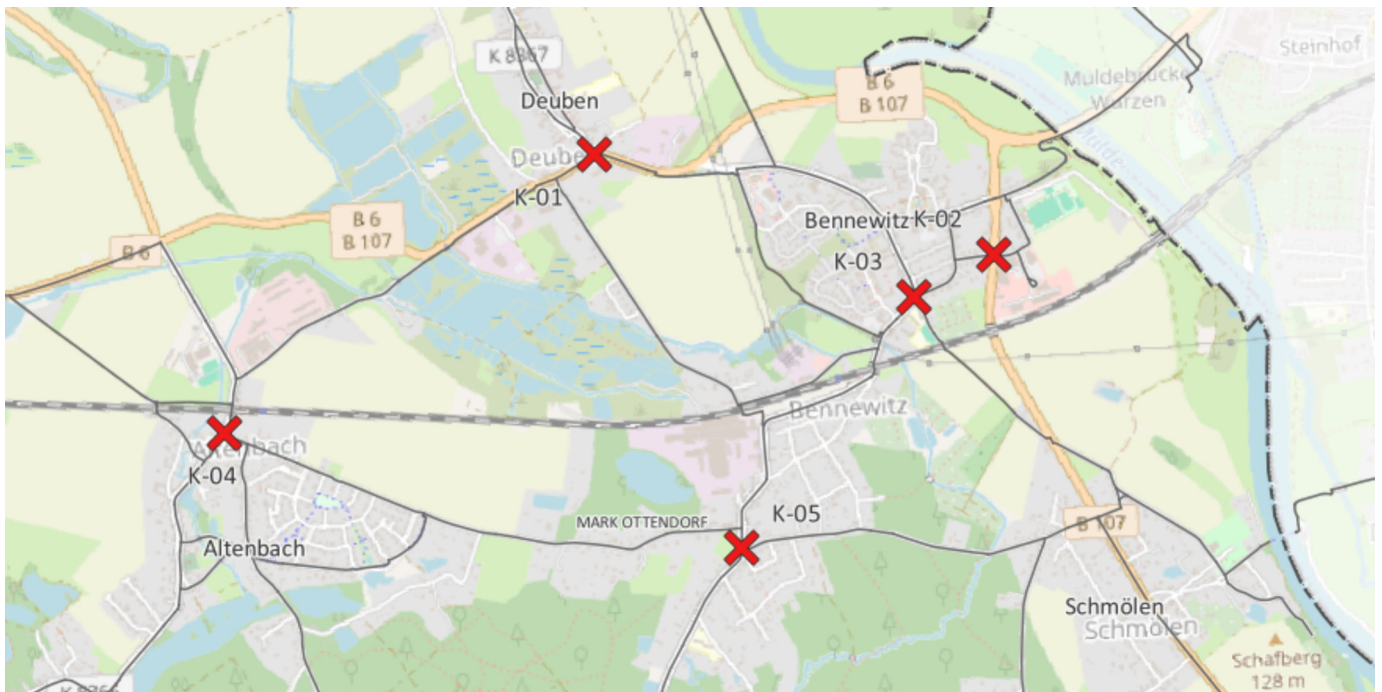 Steinhof
K 8367
Muldebrücke
Wurzen
B 6
B 107
Deuben
Deuben
Mulde
K-01
B 6
B 107
Bennewitz
K-02
B 6
K-03
Bennewitz
Altenbach
K-04
K-05
MARK OTTENDORF
B 107
Altenbach
Schmölen
Schmölen
Schafberg
128 m